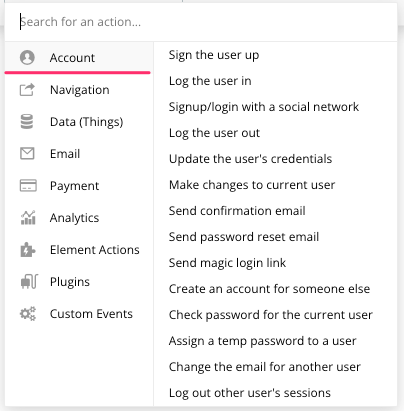 Search for an action...
Account
Navigation
Data (Things)
Email
Payment
Analytics
Element Actions
Plugins
Custom Events
Sign the user up
Log the user in
Signup/login with a social network
Log the user out
Update the user's credentials
Make changes to current user
Send confirmation email
Send password reset email
Send magic login link
Create an account for someone else
Check password for the current user
Assign a temp password to a user
Change the email for another user
Log out other user's sessions